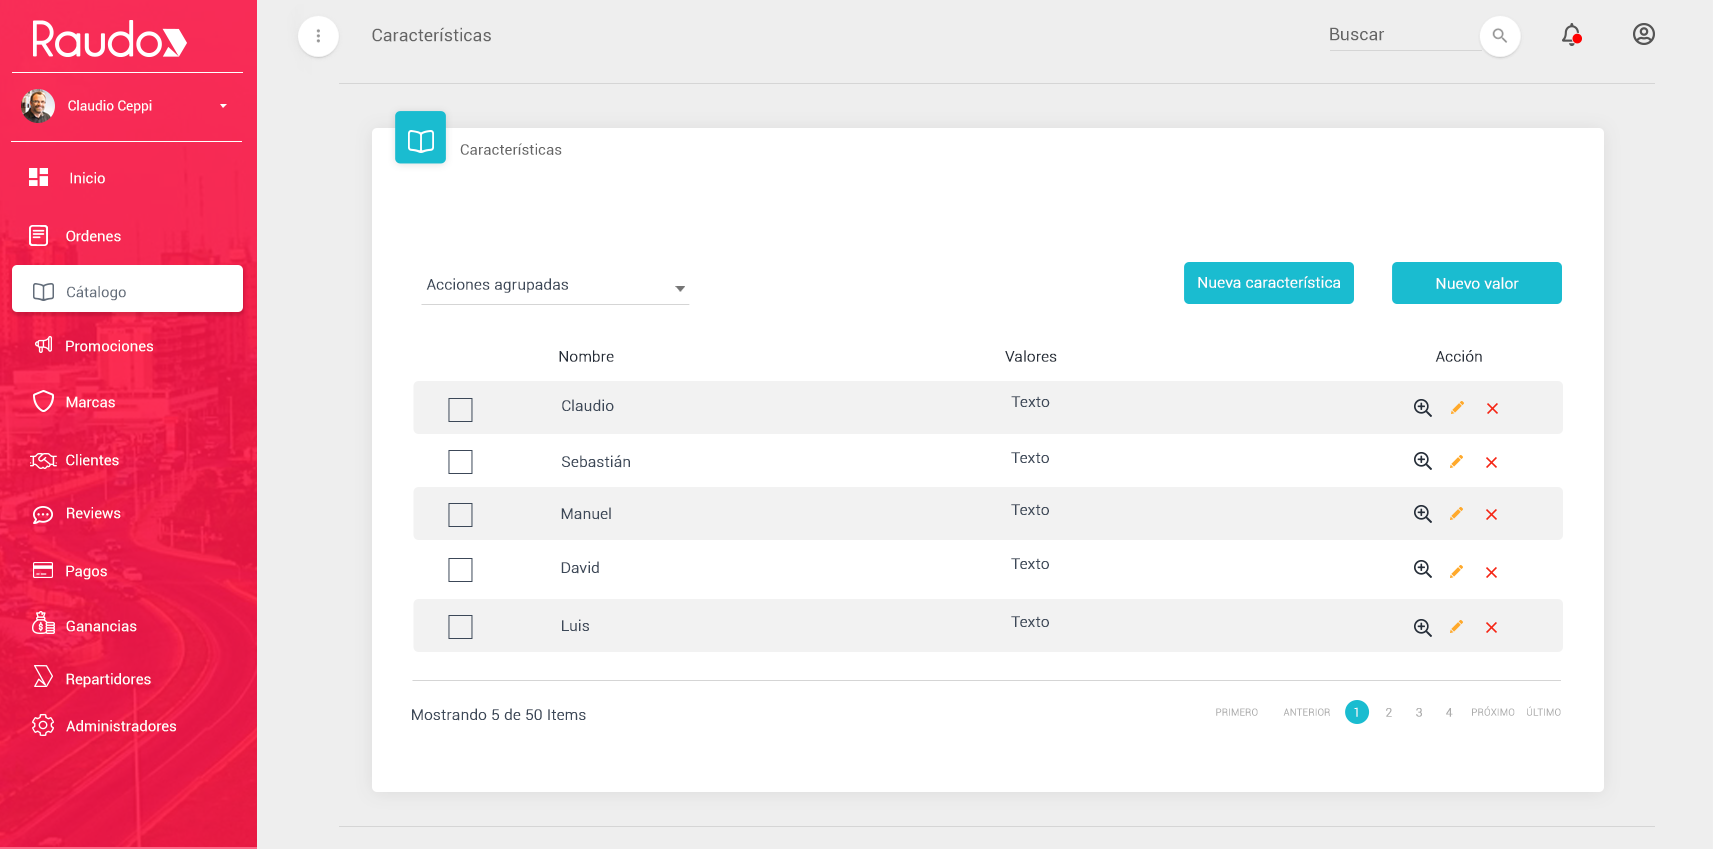 Raudo
Claudio Ceppi
Inicio
Ordenes
Cátalogo
Promociones
Marcas
Clientes
Reviews
Pagos
Ganancias
Repartidores
Administradores
Características
Buscar
Características
Acciones agrupadas
Nueva característica
Nuevo valor
Nombre Valores Acción
Claudio Texto
Sebastián Texto
Manuel Texto
David Texto
Luis Texto
Mostrando 5 de 50 Items
PRIMERO ANTERIOR 1 2 3 4 PRÓXIMO ÚLTIMO